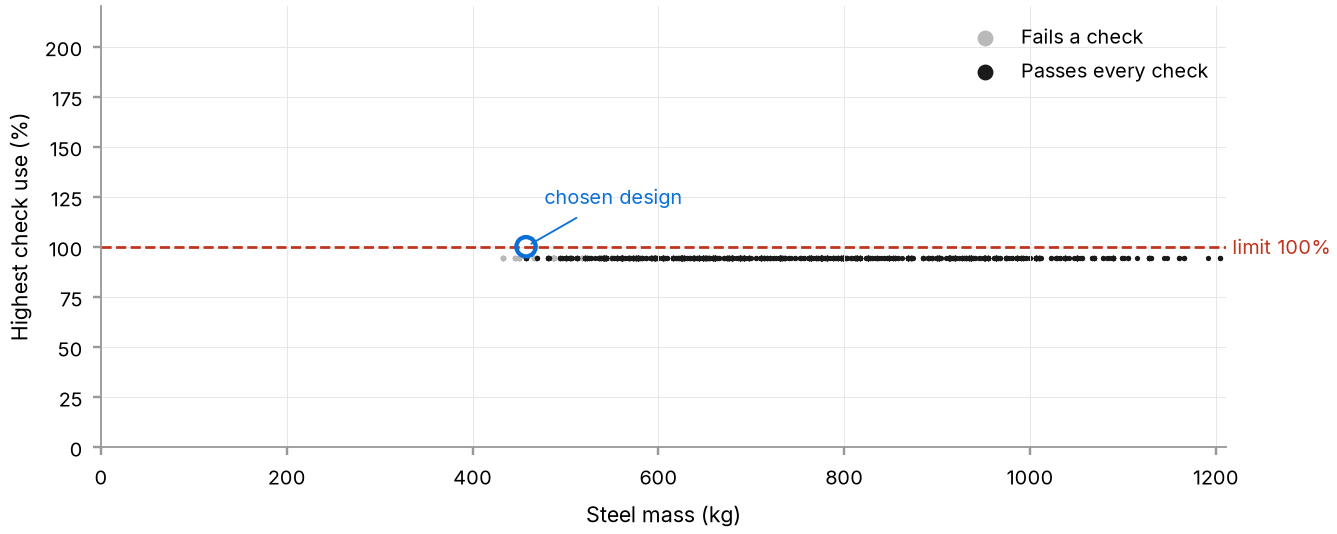 Fails a check
Passes every check
Highest check use (%)
200
175
150
125
100
75
50
25
0
chosen design
limit 100%
0
200
400
600
800
1000
1200
Steel mass (kg)